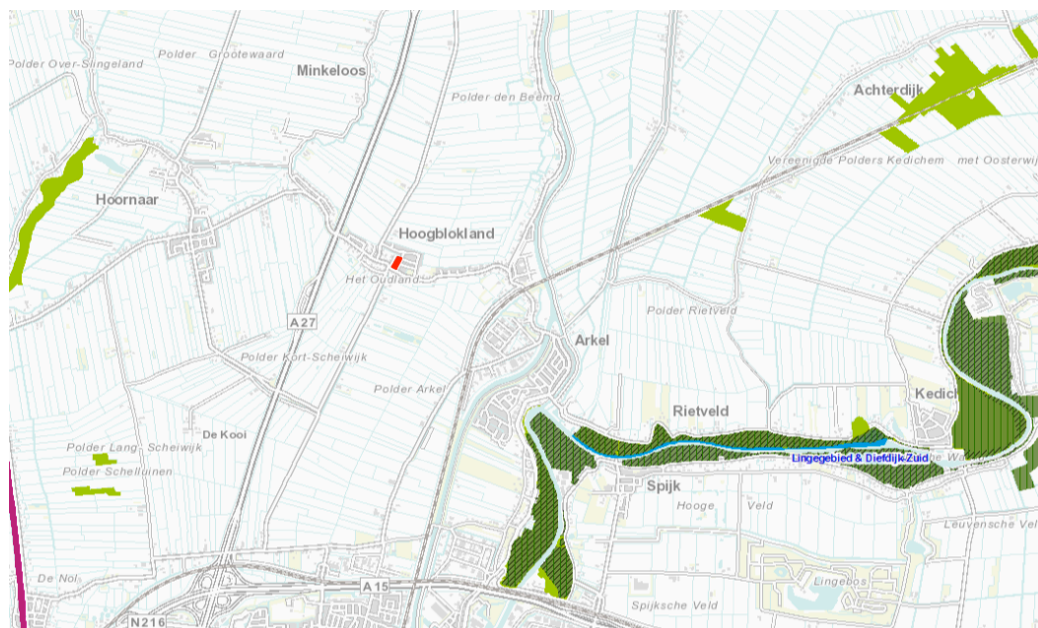 Polder Grootewaard
Polder Over-Slingeland
Minkeloos
Polder den Beemd
Achterdijk
Vereenigde Polders Kedichem met Oosterwij
Hoornaar
Hoogblokland
Het Oudland
A27
Polder Rietveld
Arkel
Polder Kort-Scheiwijk
Polder Arkel
Kedich
Rietveld
De Kooi
Polder Lang- Scheiwijk
Polder Schelluinen
Lingegebied & Diefdijk Zuid
Spijk
Hooge Veld
Leuvensche Vel
De Nol
A15
Lingebos
Spijksche Veld
N216